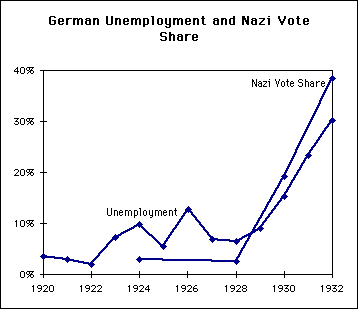 German Unemployment and Nazi Vote
Share
40%
Nazi Vote Share
30%
20%
Unemployment
10%
0%
1920 1922 1924 1926 1928 1930 1932